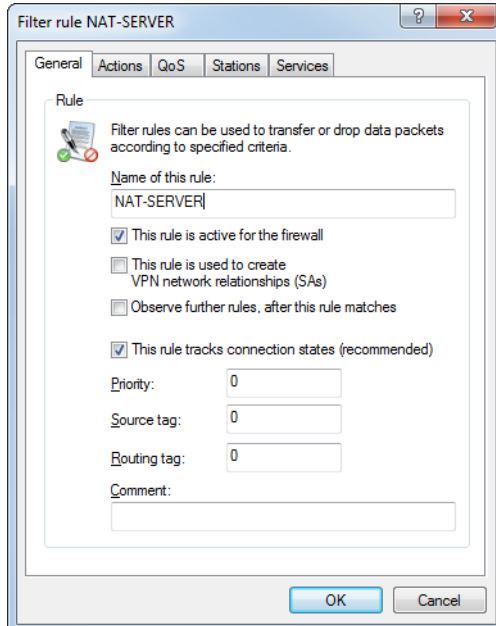 Filter rule NAT-SERVER
?
General
Actions
QoS
Stations
Services
Rule
Filter rules can be used to transfer or drop data packets
according to specified criteria.
Name of this rule:
NAT-SERVER
This rule is active for the firewall
This rule is used to create
VPN network relationships (SAs)
Observe further rules, after this rule matches
This rule tracks connection states (recommended)
Priority:
0
Source tag:
0
Routing tag:
0
Comment:
OK
Cancel